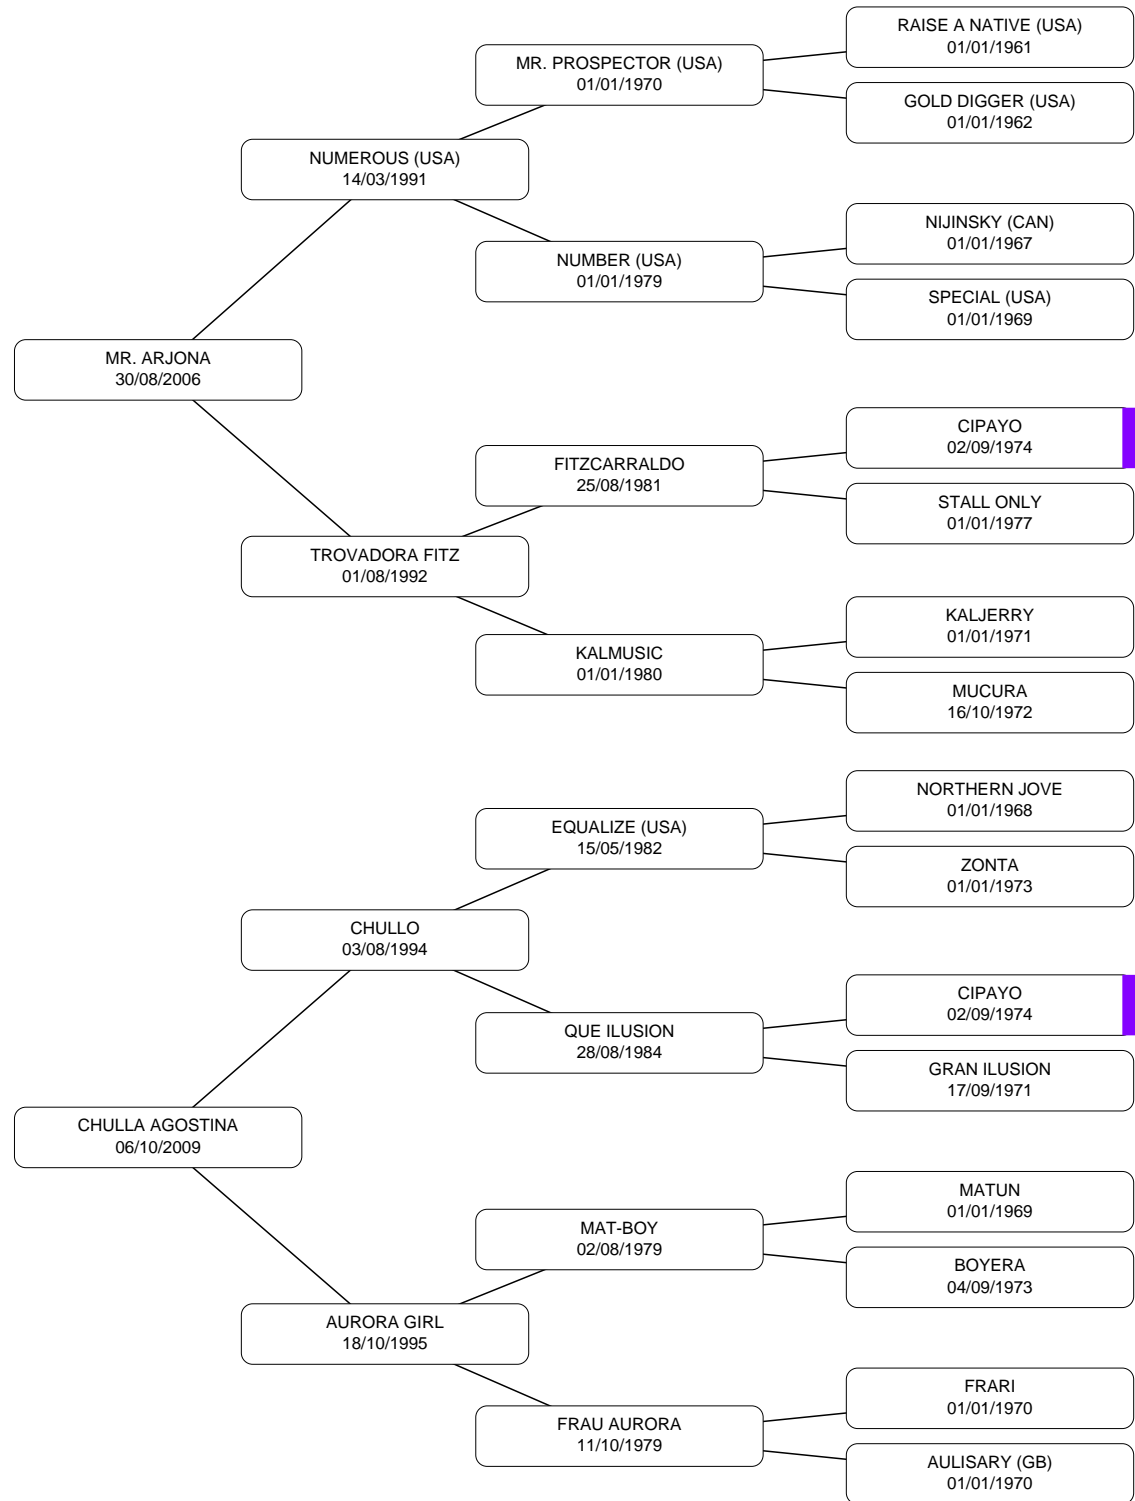 RAISE A NATIVE (USA)
01/01/1961
MR. PROSPECTOR (USA)
01/01/1970
GOLD DIGGER (USA)
01/01/1962
NUMEROUS (USA)
14/03/1991
NIJINSKY (CAN)
01/01/1967
NUMBER (USA)
01/01/1979
SPECIAL (USA)
01/01/1969
MR. ARJONA
30/08/2006
CIPAYO
02/09/1974
FITZCARRALDO
25/08/1981
STALL ONLY
01/01/1977
TROVADORA FITZ
01/08/1992
KALJERRY
01/01/1971
KALMUSIC
01/01/1980
MUCURA
16/10/1972
NORTHERN JOVE
01/01/1968
EQUALIZE (USA)
15/05/1982
ZONTA
01/01/1973
CHULLO
03/08/1994
CIPAYO
02/09/1974
QUE ILUSION
28/08/1984
GRAN ILUSION
17/09/1971
CHULLA AGOSTINA
06/10/2009
MATUN
01/01/1969
MAT-BOY
02/08/1979
BOYERA
04/09/1973
AURORA GIRL
18/10/1995
FRARI
01/01/1970
FRAU AURORA
11/10/1979
AULISARY (GB)
01/01/1970